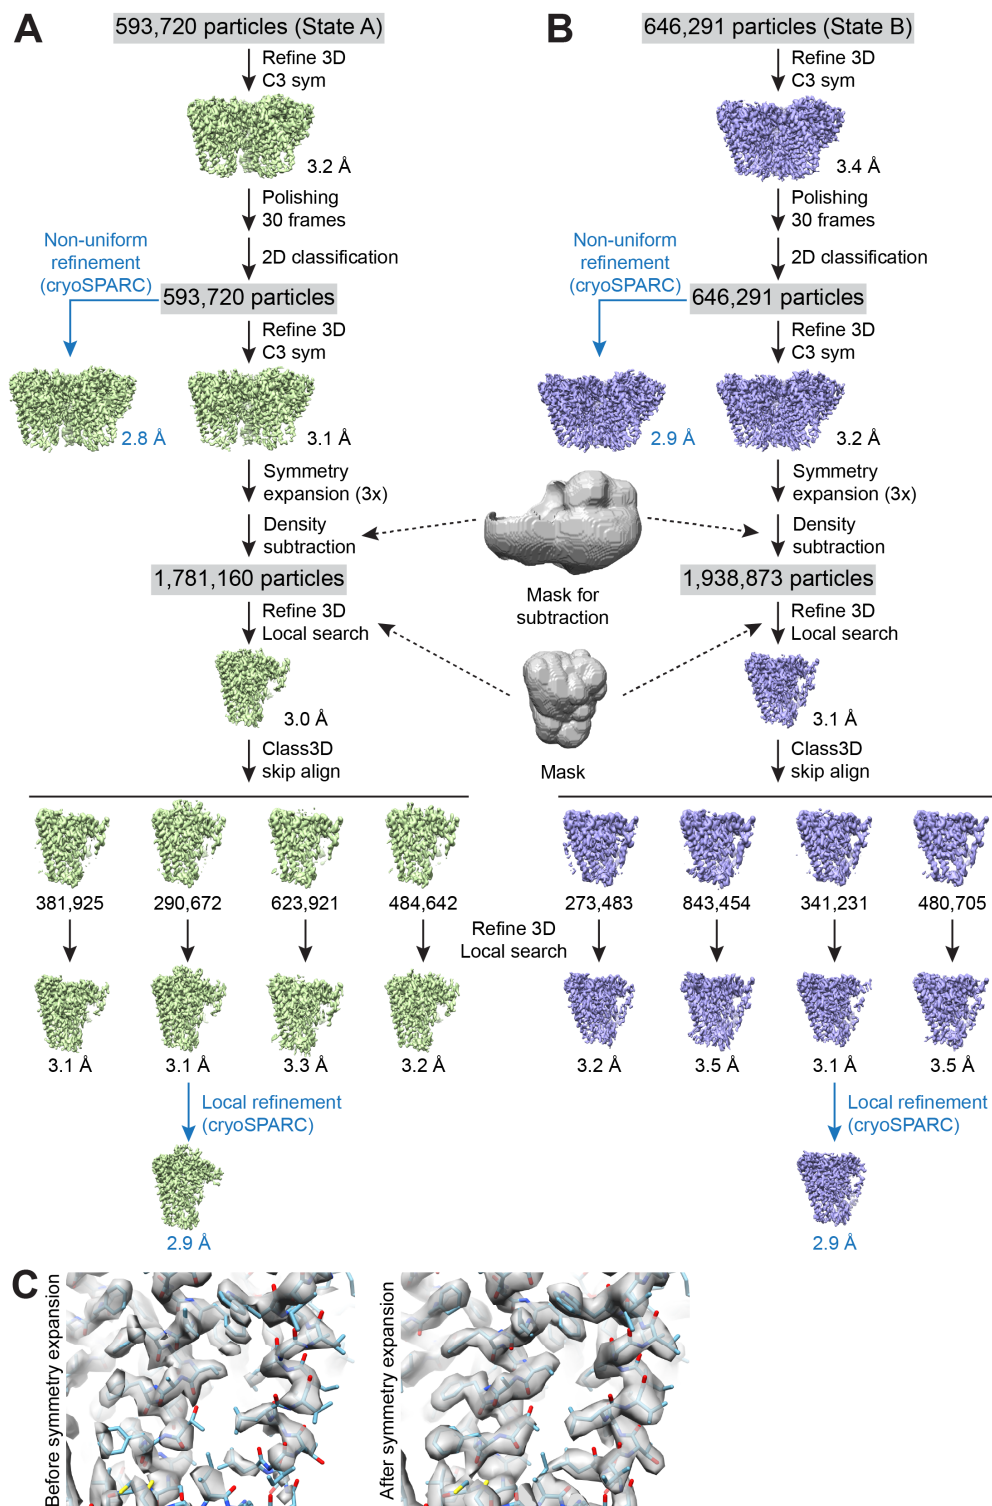 A
593,720 particles (State A)
Refine 3D
C3 sym
3.2 Å
Polishing
30 frames
2D classification
Non-uniform
refinement
(cryoSPARC)
593,720 particles
Refine 3D
C3 sym
2.8 Å
3.1 Å
Symmetry
expansion (3x)
Density
subtraction
1,781,160 particles
Refine 3D
Local search
3.0 Å
Class3D
skip align
381,925
290,672
623,921
484,642
3.1 Å
3.1 Å
3.3 Å
3.2 Å
Local refinement
(cryoSPARC)
2.9 Å
Mask for
subtraction
Mask
Refine 3D
Local search
B
646,291 particles (State B)
Refine 3D
C3 sym
3.4 Å
Polishing
30 frames
2D classification
Non-uniform
refinement
(cryoSPARC)
646,291 particles
Refine 3D
C3 sym
2.9 Å
3.2 Å
Symmetry
expansion (3x)
Density
subtraction
1,938,873 particles
Refine 3D
Local search
3.1 Å
Class3D
skip align
273,483
843,454
341,231
480,705
3.2 Å
3.5 Å
3.1 Å
3.5 Å
Local refinement
(cryoSPARC)
2.9 Å
C
Before symmetry expansion
After symmetry expansion